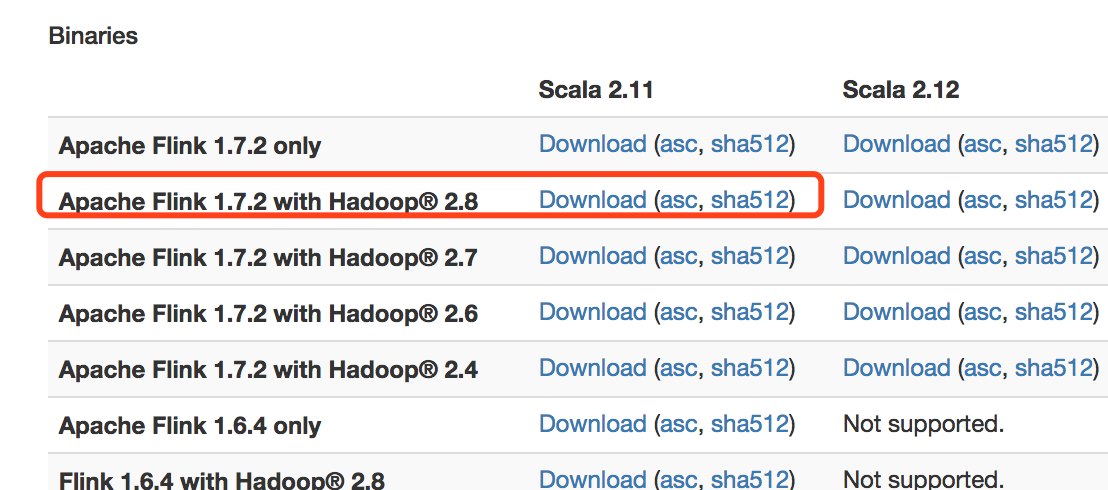 Binaries
Scala 2.11 Scala 2.12
Apache Flink 1.7.2 only Download (asc, sha512) Download (asc, sha512)
Apache Flink 1.7.2 with Hadoop® 2.8 Download (asc, sha512) Download (asc, sha512)
Apache Flink 1.7.2 with Hadoop® 2.7 Download (asc, sha512) Download (asc, sha512)
Apache Flink 1.7.2 with Hadoop® 2.6 Download (asc, sha512) Download (asc, sha512)
Apache Flink 1.7.2 with Hadoop® 2.4 Download (asc, sha512) Download (asc, sha512)
Apache Flink 1.6.4 only Download (asc, sha512) Not supported.
Flink 1.6.4 with Hadoop® 2.8 Download (asc, sha512) Not supported.